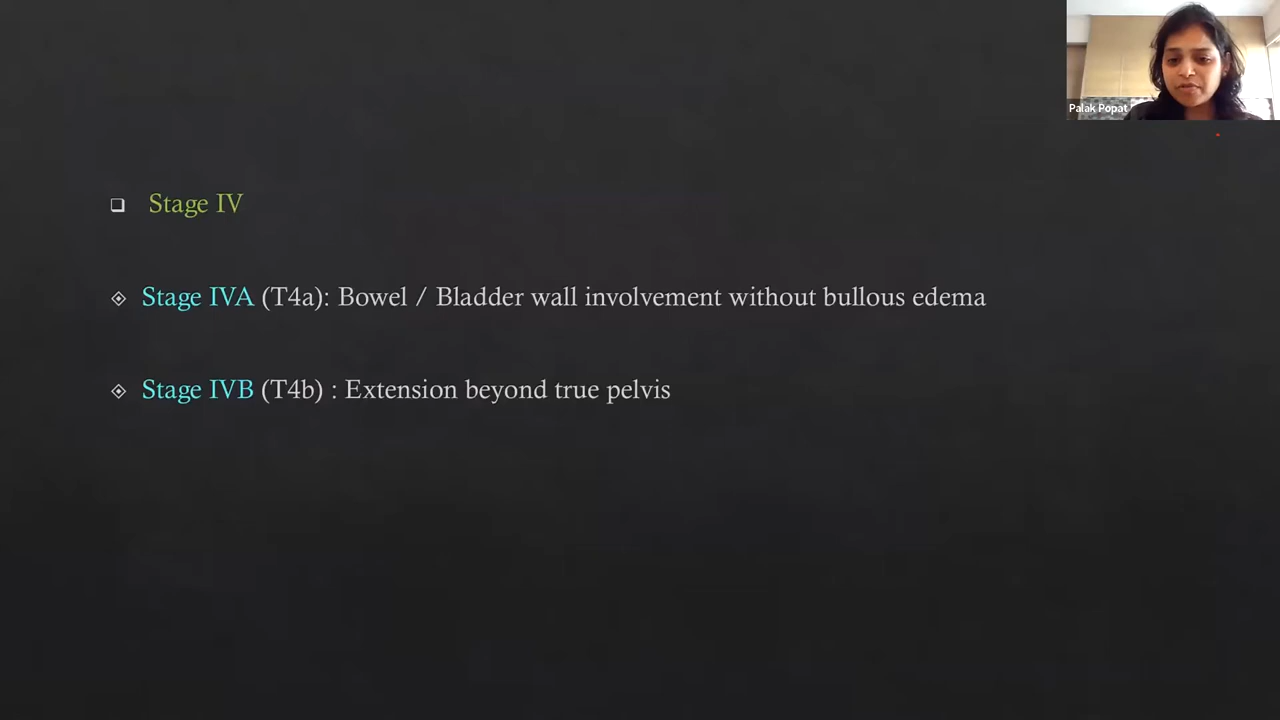 Palak Popat
Stage IV
Stage IVA (T4a): Bowel / Bladder wall involvement without bullous edema
Stage IVB (T4b) : Extension beyond true pelvis